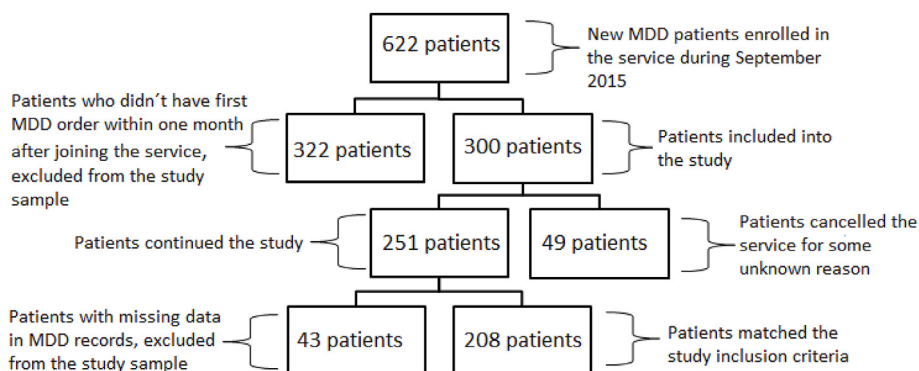 622 patients
New MDD patients enrolled in
the service during September
2015
Patients who didn´t have first
MDD order within one month
after joining the service,
excluded from the study
sample
322 patients
300 patients
Patients included into
the study
Patients continued the study
251 patients
49 patients
Patients cancelled the
service for some
unknown reason
Patients with missing data
in MDD records, excluded
from the study sample
43 patients
208 patients
Patients matched the
study inclusion criteria